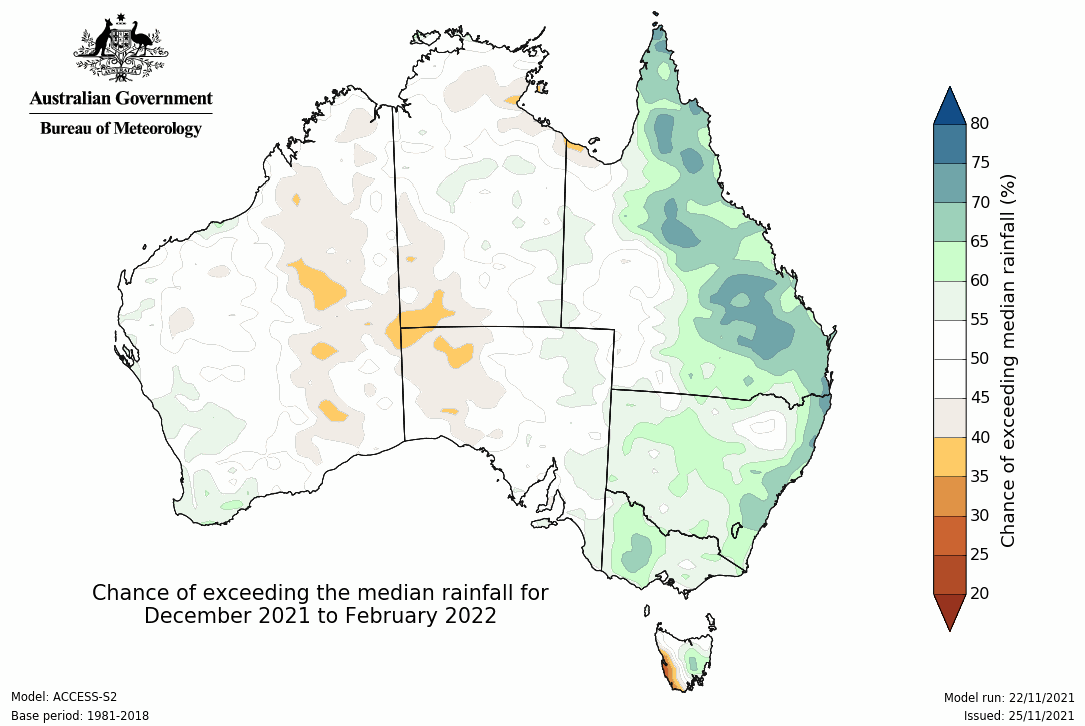 Australian Government
Bureau of Meteorology
80
75
70
65
60
55
50
45
40
35
30
25
20
Chance of exceeding median rainfall (%)
Chance of exceeding the median rainfall for
December 2021 to February 2022
Model: ACCESS-S2
Base period: 1981-2018
Model run: 22/11/2021
Issued: 25/11/2021